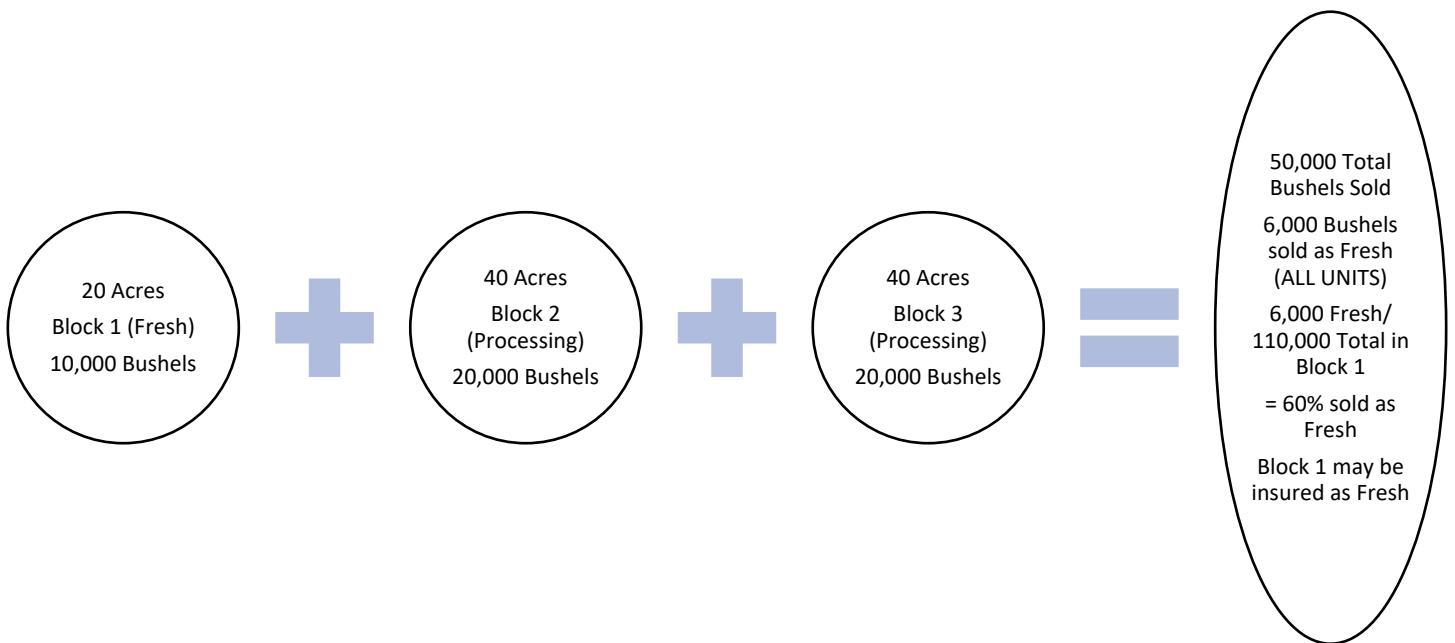 20 Acres
Block 1 (Fresh)
10,000 Bushels
40 Acres
Block 2
(Processing)
20,000 Bushels
40 Acres
Block 3
(Processing)
20,000 Bushels
50,000 Total
Bushels Sold
6,000 Bushels
sold as Fresh
(ALL UNITS)
6,000 Fresh/
110,000 Total in
Block 1
= 60% sold as
Fresh
Block 1 may be
insured as Fresh